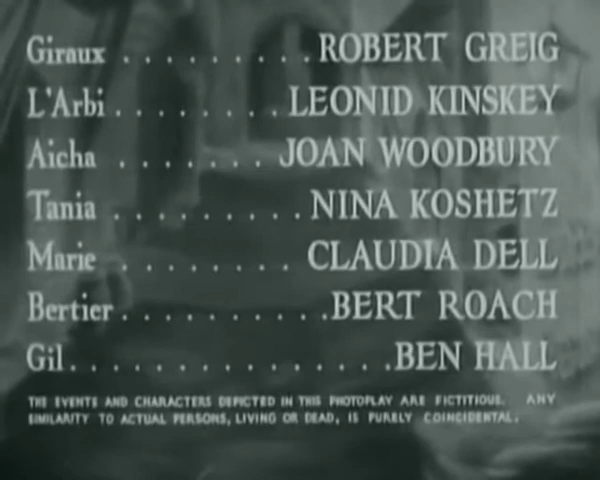 Giraux . . . . . . . . . ROBERT GREIG
L'Arbi . . . . . . . . LEONID KINSKEY
Aicha . . . . . . . JOAN WOODBURY
Tania . . . . . . . . . NINA KOSHETZ
Marie . . . . . . . . CLAUDIA DELL
Bertier . . . . . . . . . . BERT ROACH
Gil . . . . . . . . . . . . . . . BEN HALL
THE EVENTS AND CHARACTERS DEPICTED IN THIS PHOTOPLAY ARE FICTITIOUS. ANY
SIMILARITY TO ACTUAL PERSONS, LIVING OR DEAD, IS PURELY COINCIDENTAL.